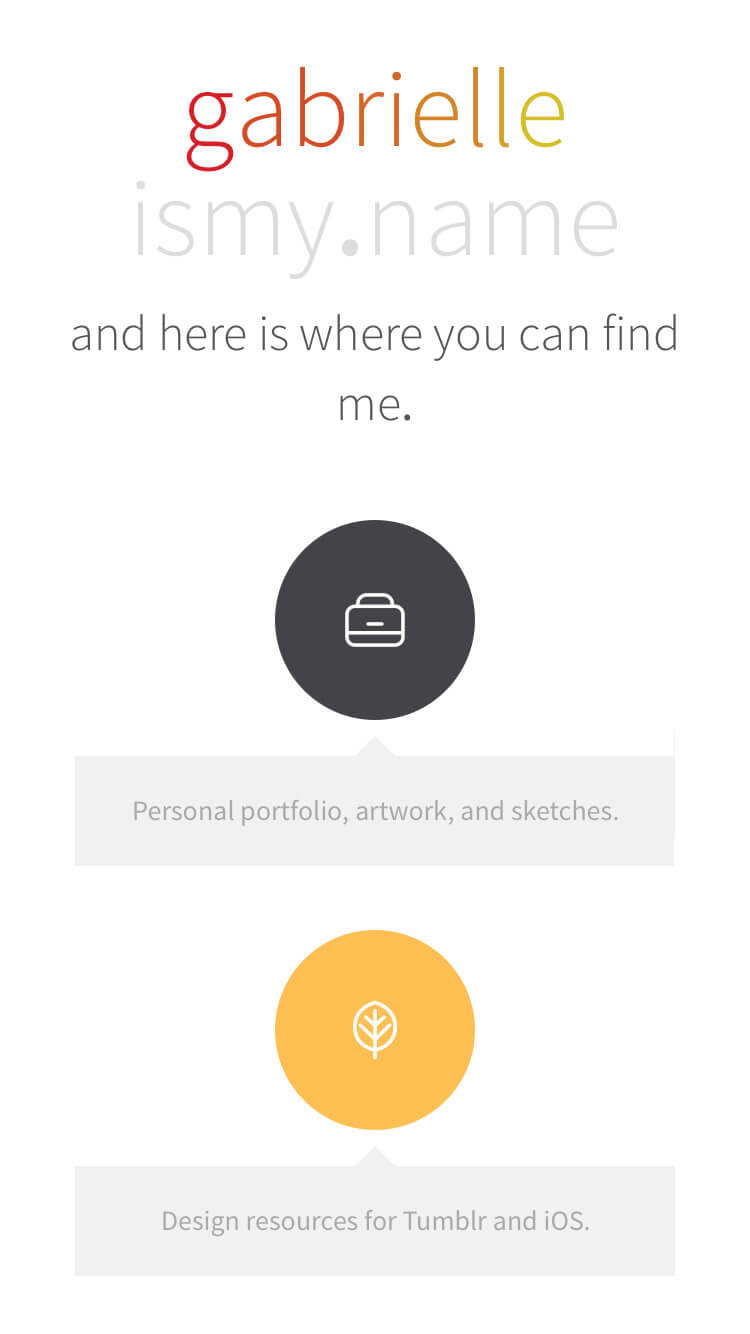 gabrielle
ismy.name
and here is where you can find
me.
Personal portfolio, artwork, and sketches.
Design resources for Tumblr and iOS.